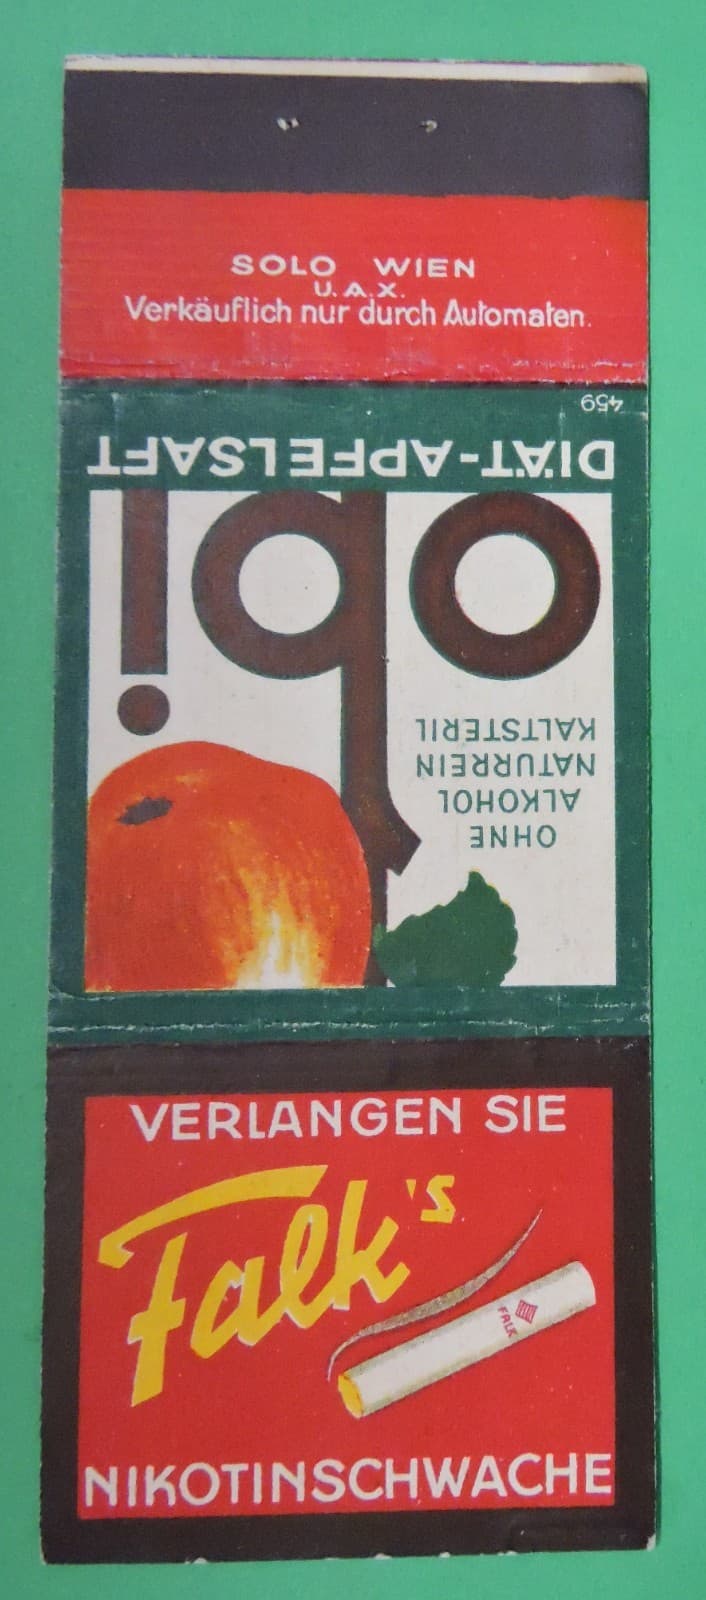 SOLO WIEN
U.A.X.
Verkäuflich nur durch Automaten.
459
DIÄT-APFELSAFT
obi
KALTSTERIL
NATURREIN
ALKOHOL
OHNE
VERLANGEN SIE
Falk's
FALK
NIKOTINSCHWACHE